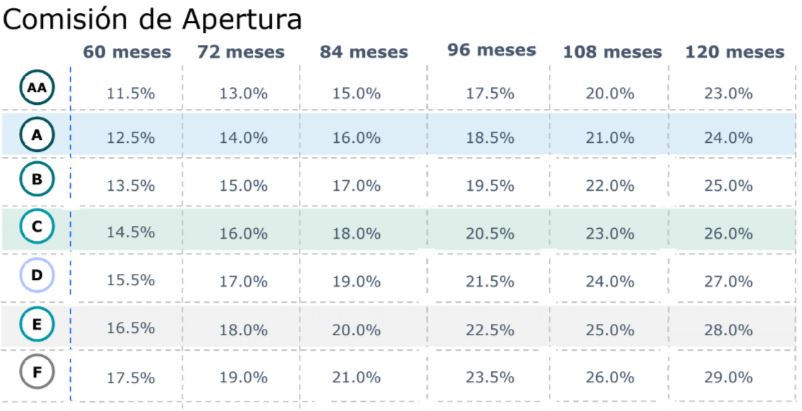 Comisión de Apertura
60 meses 72 meses 84 meses 96 meses 108 meses 120 meses
AA 11.5% 13.0% 15.0% 17.5% 20.0% 23.0%
A 12.5% 14.0% 16.0% 18.5% 21.0% 24.0%
B 13.5% 15.0% 17.0% 19.5% 22.0% 25.0%
C 14.5% 16.0% 18.0% 20.5% 23.0% 26.0%
D 15.5% 17.0% 19.0% 21.5% 24.0% 27.0%
E 16.5% 18.0% 20.0% 22.5% 25.0% 28.0%
F 17.5% 19.0% 21.0% 23.5% 26.0% 29.0%